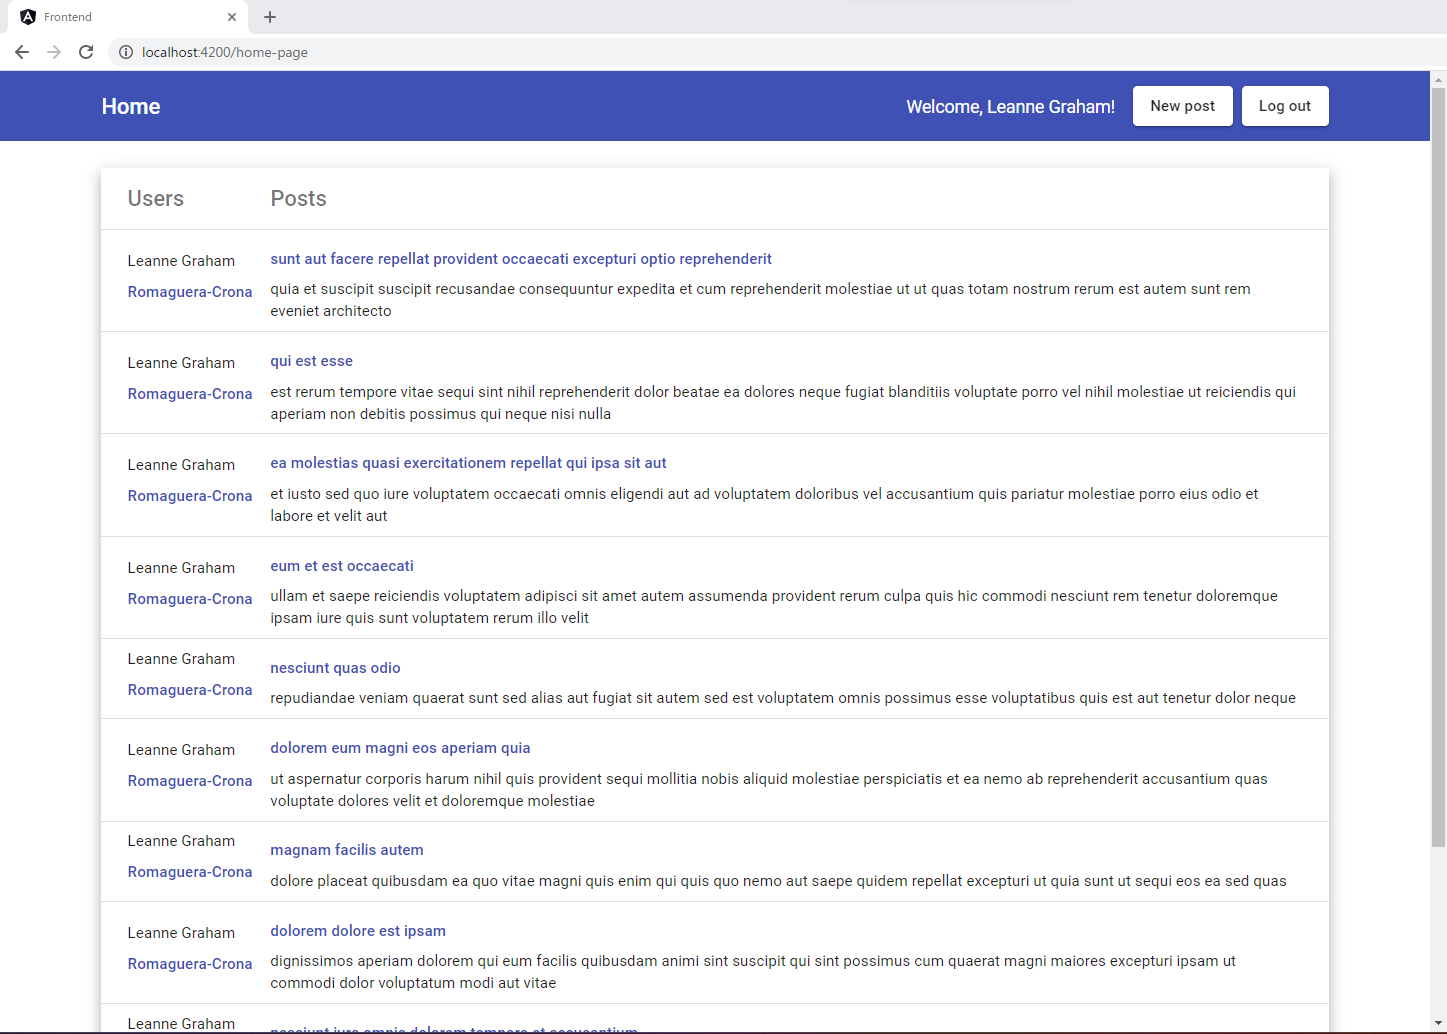 Frontend
localhost:4200/home-page
Home
Welcome, Leanne Graham!
New post
Log out
Users
Posts
Leanne Graham
Romaguera-Crona
sunt aut facere repellat provident occaecati excepturi optio reprehenderit
quia et suscipit suscipit recusandae consequuntur expedita et cum reprehenderit molestiae ut ut quas totam nostrum rerum est autem sunt rem
eveniet architecto
Leanne Graham
Romaguera-Crona
qui est esse
est rerum tempore vitae sequi sint nihil reprehenderit dolor beatae ea dolores neque fugiat blanditiis voluptate porro vel nihil molestiae ut reiciendis qui
aperiam non debitis possimus qui neque nisi nulla
Leanne Graham
Romaguera-Crona
ea molestias quasi exercitationem repellat qui ipsa sit aut
et iusto sed quo iure voluptatem occaecati omnis eligendi aut ad voluptatem doloribus vel accusantium quis pariatur molestiae porro eius odio et
labore et velit aut
Leanne Graham
Romaguera-Crona
eum et est occaecati
ullam et saepe reiciendis voluptatem adipisci sit amet autem assumenda provident rerum culpa quis hic commodi nesciunt rem tenetur doloremque
ipsam iure quis sunt voluptatem rerum illo velit
Leanne Graham
Romaguera-Crona
nesciunt quas odio
repudiandae veniam quaerat sunt sed alias aut fugiat sit autem sed est voluptatem omnis possimus esse voluptatibus quis est aut tenetur dolor neque
Leanne Graham
Romaguera-Crona
dolorem eum magni eos aperiam quia
ut aspernatur corporis harum nihil quis provident sequi mollitia nobis aliquid molestiae perspiciatis et ea nemo ab reprehenderit accusantium quas
voluptate dolores velit et doloremque molestiae
Leanne Graham
Romaguera-Crona
magnam facilis autem
dolore placeat quibusdam ea quo vitae magni quis enim qui quis quo nemo aut saepe quidem repellat excepturi ut quia sunt ut sequi eos ea sed quas
Leanne Graham
Romaguera-Crona
dolorem dolore est ipsam
dignissimos aperiam dolorem qui eum facilis quibusdam animi sint suscipit qui sint possimus cum quaerat magni maiores excepturi ipsam ut
commodi dolor voluptatum modi aut vitae
Leanne Graham
nesciunt iure omnis dolorem tempora et accusantium